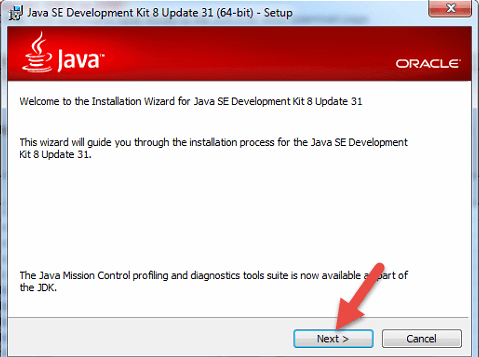 Java SE Development Kit 8 Update 31 (64-bit) - Setup
Java™
ORACLE®
Welcome to the Installation Wizard for Java SE Development Kit 8 Update 31
This wizard will guide you through the installation process for the Java SE Development
Kit 8 Update 31.
The Java Mission Control profiling and diagnostics tools suite is now available as part of
the JDK.
Next >
Cancel